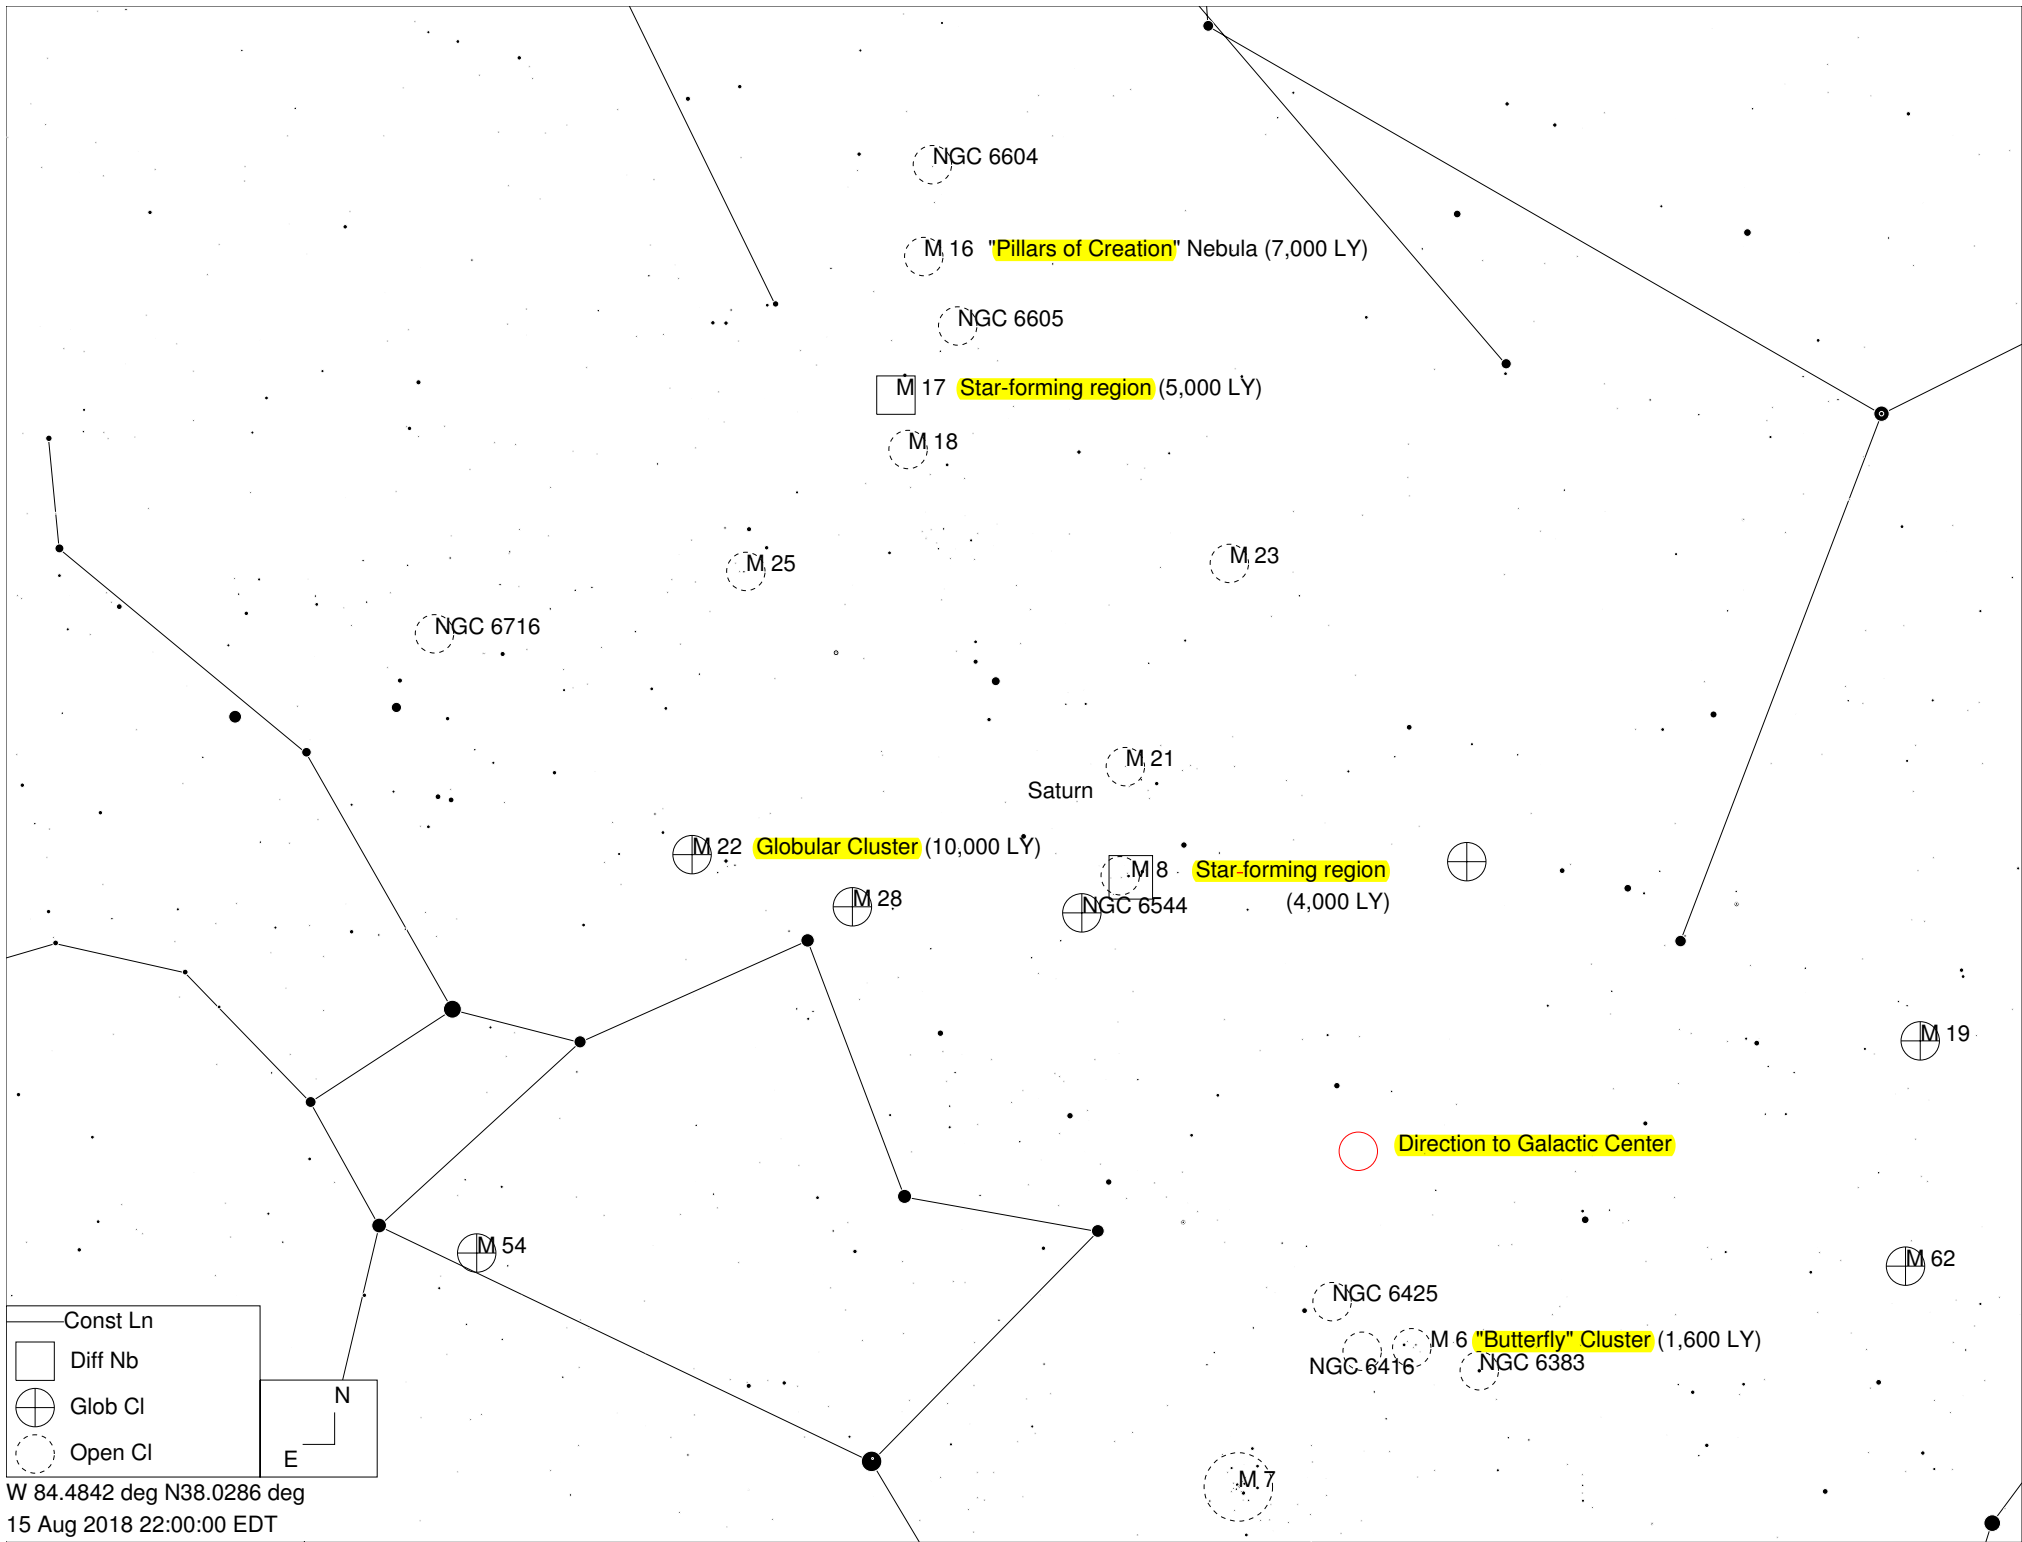 NGC 6604
M 16 "Pillars of Creation" Nebula (7,000 LY)
NGC 6605
M 17 Star-forming region (5,000 LY)
M 18
M 25
M 23
NGC 6716
M 21
Saturn
M 22 Globular Cluster (10,000 LY)
M 8 Star-forming region
(4,000 LY)
M 28
NGC 6544
M 19
Direction to Galactic Center
M 54
M 62
NGC 6425
M 6 "Butterfly" Cluster (1,600 LY)
NGC 6416
NGC 6383
M 7
Const Ln
Diff Nb
Glob Cl
Open Cl
N
E
W 84.4842 deg N38.0286 deg
15 Aug 2018 22:00:00 EDT